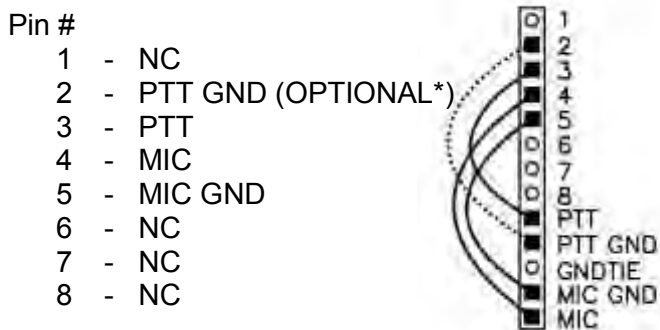 Pin #
1 - NC
2 - PTT GND (OPTIONAL*)
3 - PTT
4 - MIC
5 - MIC GND
6 - NC
7 - NC
8 - NC
1
2
3
4
5
6
7
8
PTT
PTT GND
GNDTIE
MIC GND
MIC